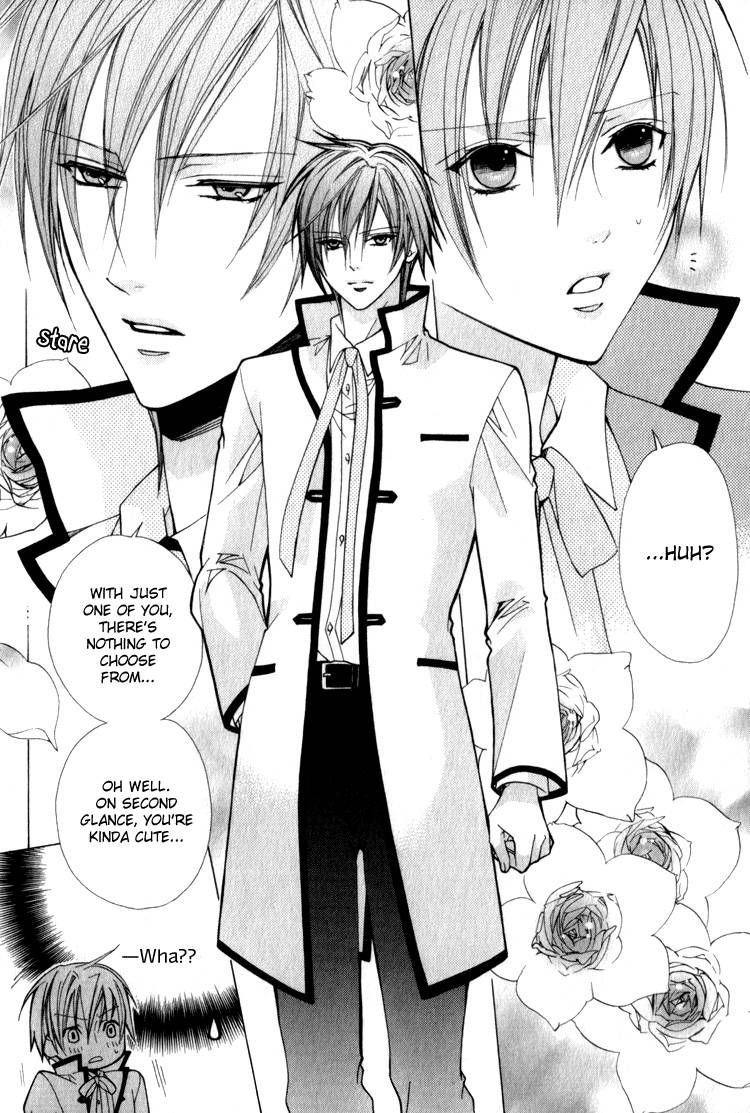 stare
...HUH?
WITH JUST
ONE OF YOU,
THERE'S
NOTHING TO
CHOOSE
FROM...
OH WELL.
ON SECOND
GLANCE, YOU'RE
KINDA CUTE...
—Wha??